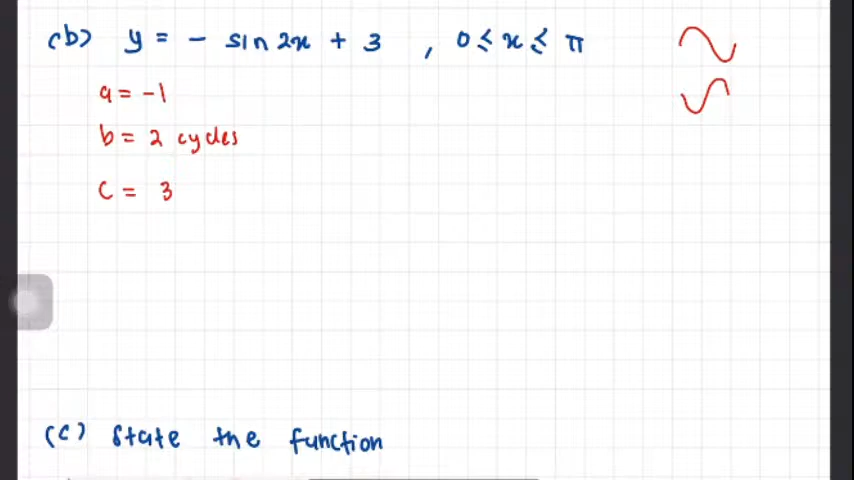 (b) y = - sin 2x + 3 , 0 ≤ x ≤ π
a = -1
b = 2 cycles
c = 3
(c) State the function